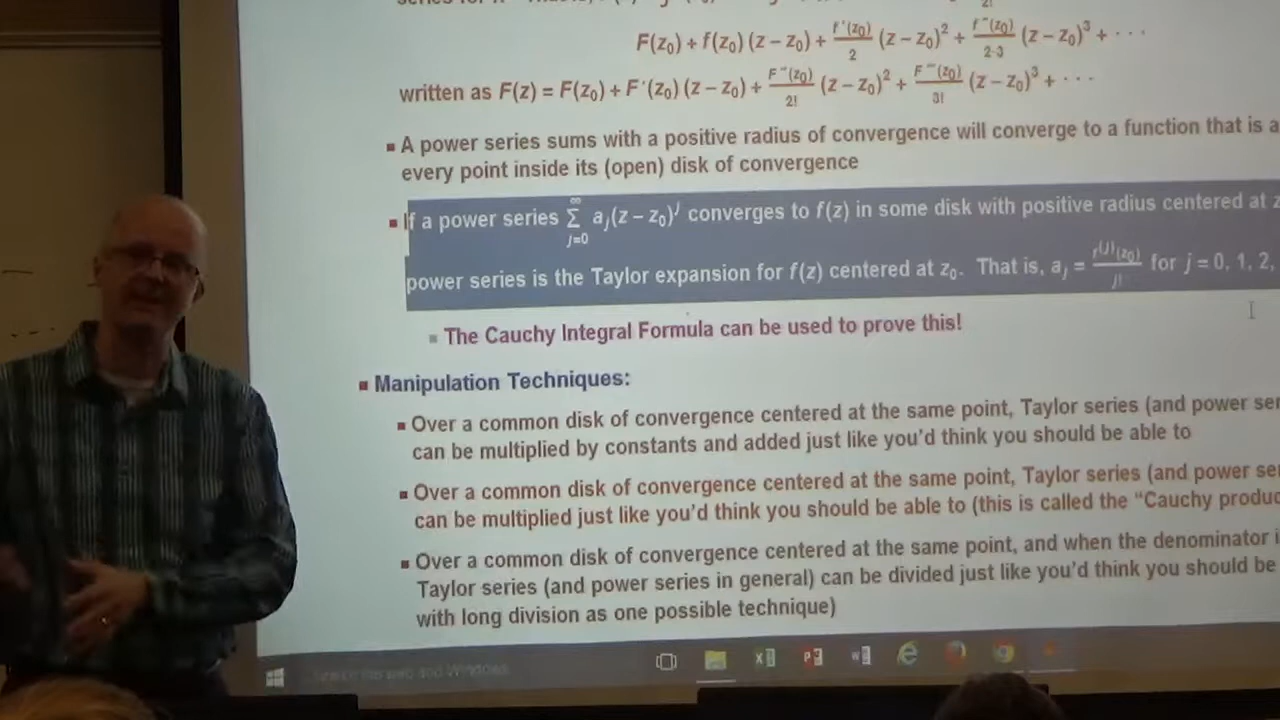 F(z₀) + f(z₀) (z – z₀) + f'(z₀)/2 (z – z₀)² + f''(z₀)/2·3 (z – z₀)³ + · · ·
written as F(z) = F(z₀) + F'(z₀) (z – z₀) + F''(z₀)/2! (z – z₀)² + F'''(z₀)/3! (z – z₀)³ + · · ·
▪ A power series sums with a positive radius of convergence will converge to a function that is a
every point inside its (open) disk of convergence
▪ If a power series ∞∑j=0 aⱼ(z – z₀)ʲ converges to f(z) in some disk with positive radius centered at z
power series is the Taylor expansion for f(z) centered at z₀. That is, aⱼ = f⁽ʲ⁾(z₀)/j! for j = 0, 1, 2,
▪ The Cauchy Integral Formula can be used to prove this!
▪ Manipulation Techniques:
▪ Over a common disk of convergence centered at the same point, Taylor series (and power ser
can be multiplied by constants and added just like you'd think you should be able to
▪ Over a common disk of convergence centered at the same point, Taylor series (and power se
can be multiplied just like you'd think you should be able to (this is called the "Cauchy produc
▪ Over a common disk of convergence centered at the same point, and when the denominator i
Taylor series (and power series in general) can be divided just like you'd think you should be
with long division as one possible technique)